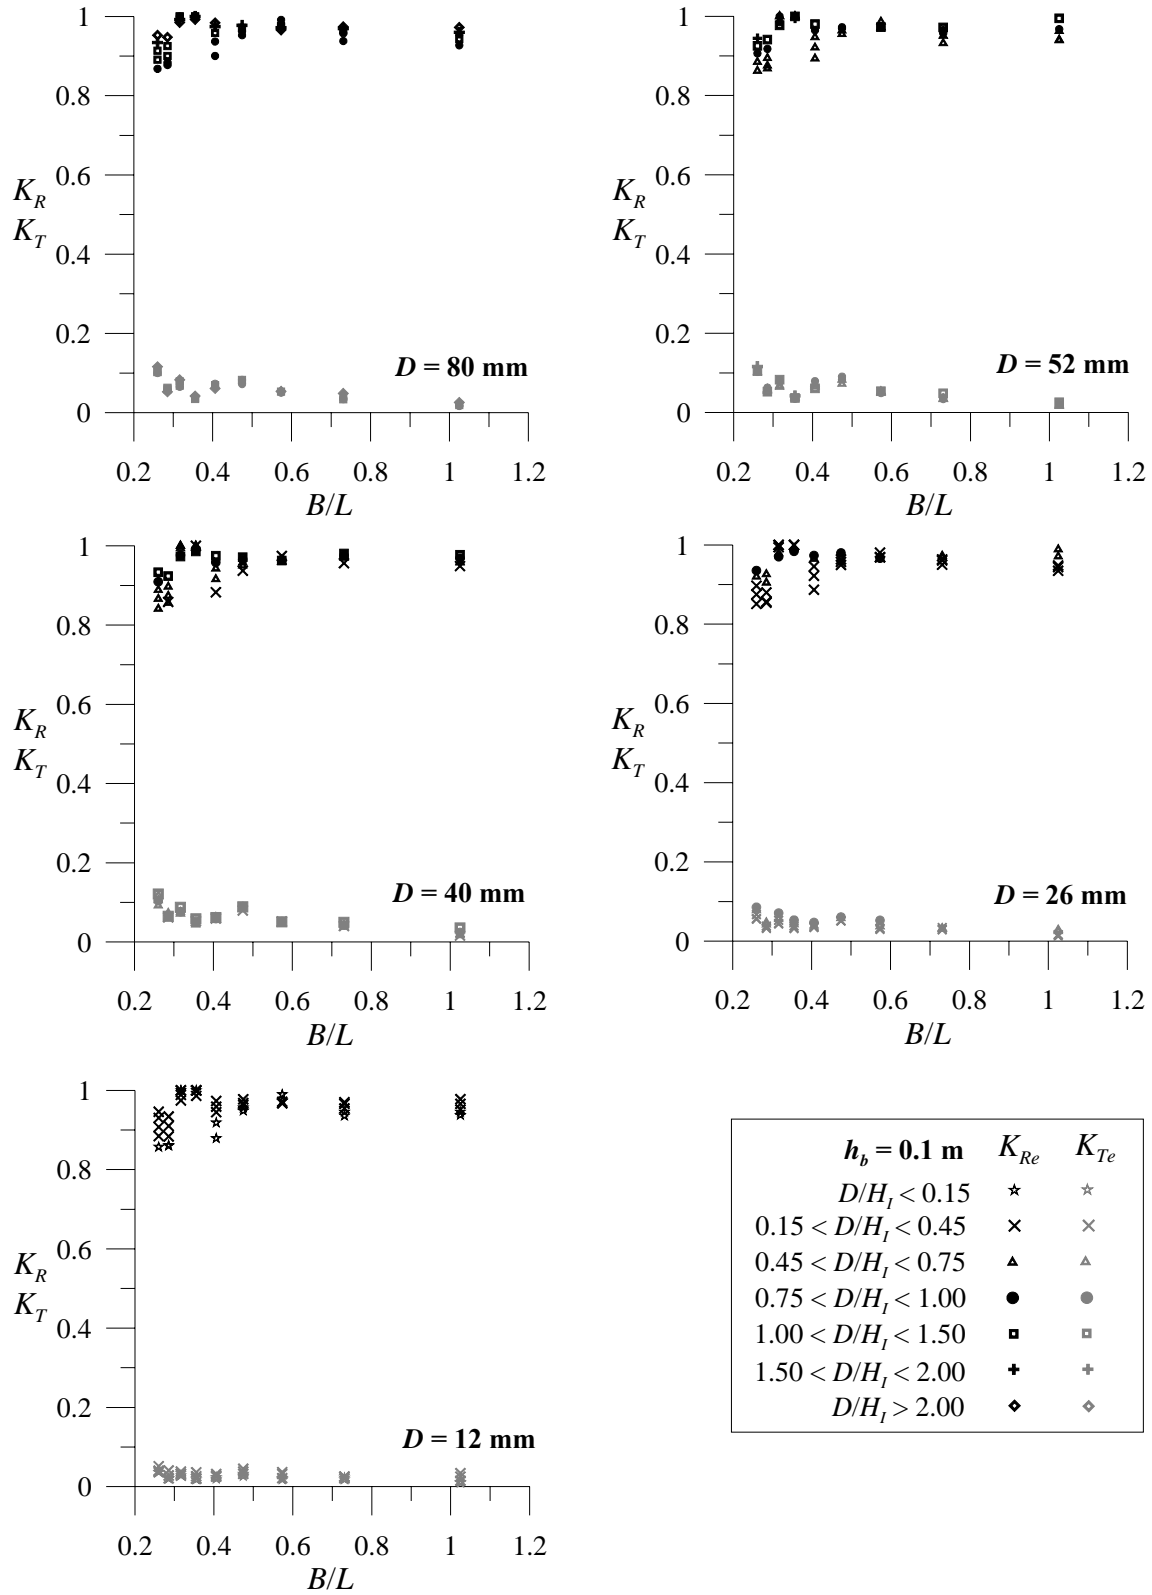 1
0.8
0.6
K_R
K_T
0.4
0.2
D = 80 mm
0
0.2 0.4 0.6 0.8 1 1.2
B/L
1
0.8
0.6
K_R
K_T
0.4
0.2
D = 52 mm
0
0.2 0.4 0.6 0.8 1 1.2
B/L
1
0.8
0.6
K_R
K_T
0.4
0.2
D = 40 mm
0
0.2 0.4 0.6 0.8 1 1.2
B/L
1
0.8
0.6
K_R
K_T
0.4
0.2
D = 26 mm
0
0.2 0.4 0.6 0.8 1 1.2
B/L
1
0.8
0.6
K_R
K_T
0.4
0.2
D = 12 mm
0
0.2 0.4 0.6 0.8 1 1.2
B/L
h_b = 0.1 m K_Re K_Te
D/H_I < 0.15
0.15 < D/H_I < 0.45
0.45 < D/H_I < 0.75
0.75 < D/H_I < 1.00
1.00 < D/H_I < 1.50
1.50 < D/H_I < 2.00
D/H_I > 2.00